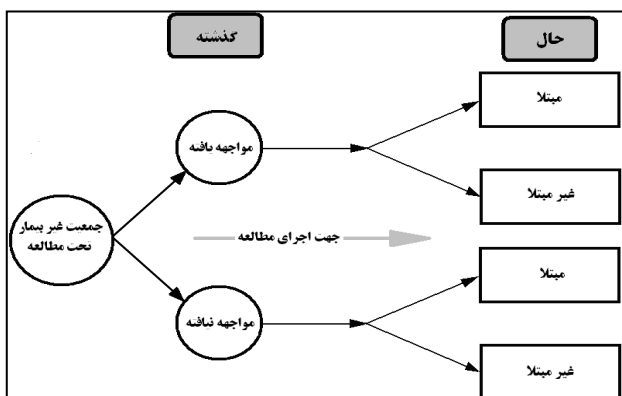 گذشته
حال
مبتلا
مواجهه یافته
غیر مبتلا
جمعیت غیر بیمار
تحت مطالعه
جهت اجرای مطالعه
مبتلا
مواجهه نیافته
مبتلا غیر